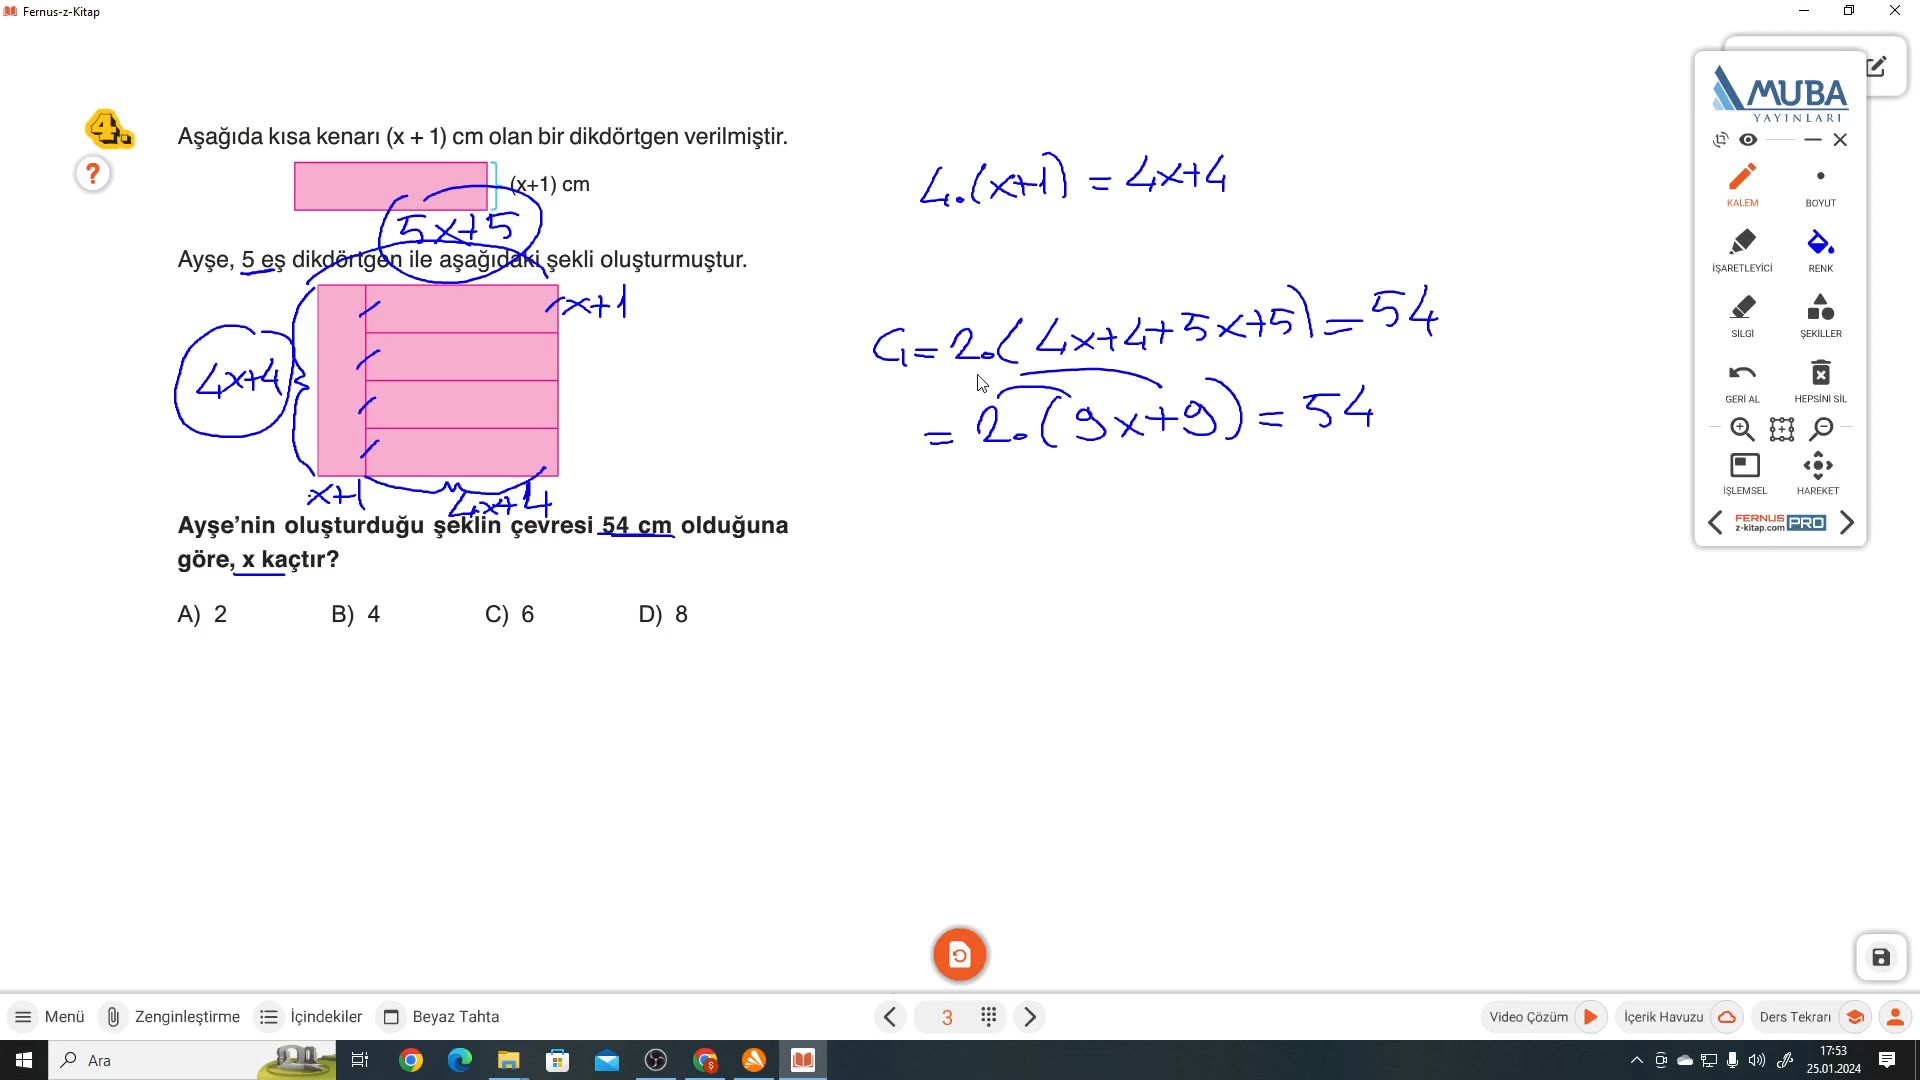 Fernus-z-Kitap
4.
?
Aşağıda kısa kenarı (x + 1) cm olan bir dikdörtgen verilmiştir.
(x+1) cm
5x+5
Ayşe, 5 eş dikdörtgen ile aşağıdaki şekli oluşturmuştur.
x+1
4x+4
x+1
4x+4
Ayşe'nin oluşturduğu şeklin çevresi 54 cm olduğuna
göre, x kaçtır?
A) 2 B) 4 C) 6 D) 8
4.(x+1) = 4x+4
Ç = 2.(4x+4+5x+5) = 54
= 2.(9x+9) = 54
MUBA
YAYINLARI
KALEM BOYUT
İŞARETLEYİCİ RENK
SİLGİ ŞEKİLLER
GERİ AL HEPSİNİ SİL
İŞLEMSEL HAREKET
FERNUS PRO
z-kitap.com
Menü Zenginleştirme İçindekiler Beyaz Tahta 3 Video Çözüm İçerik Havuzu Ders Tekrarı
Ara
17:53
25.01.2024